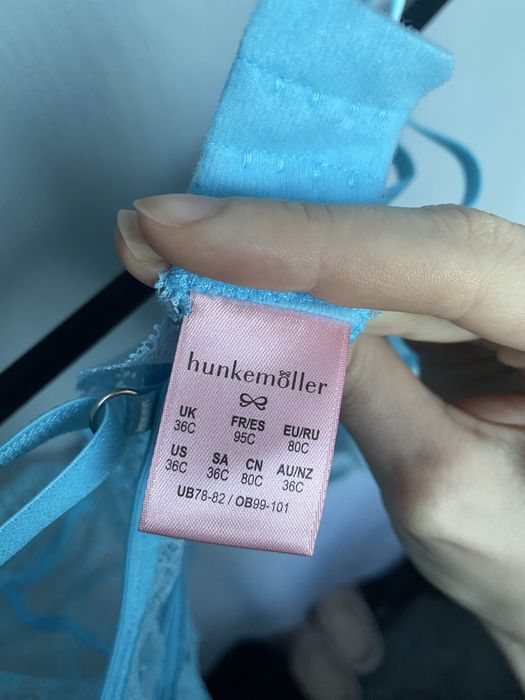 hunkemöller
UK FR/ES EU/RU
36C 95C 80C
US SA CN AU/NZ
36C 36C 80C 36C
UB78-82 / OB99-101